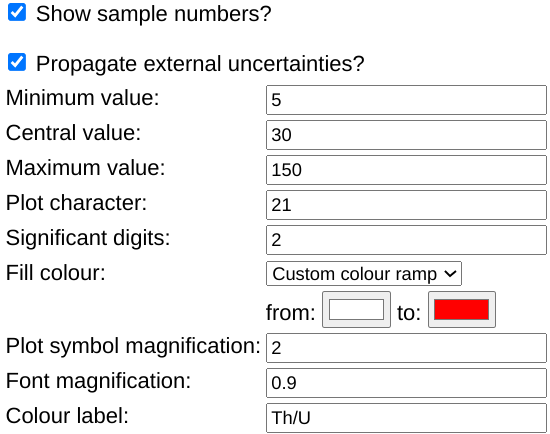 Show sample numbers?
Propagate external uncertainties?
Minimum value: 5
Central value: 30
Maximum value: 150
Plot character: 21
Significant digits: 2
Fill colour: Custom colour ramp
from: to:
Plot symbol magnification: 2
Font magnification: 0.9
Colour label: Th/U